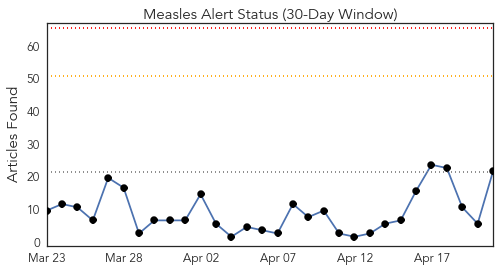 Measles Alert Status (30-Day Window)
Articles Found
60
50
40
30
20
10
0
Mar 23 Mar 28 Apr 02 Apr 07 Apr 12 Apr 17